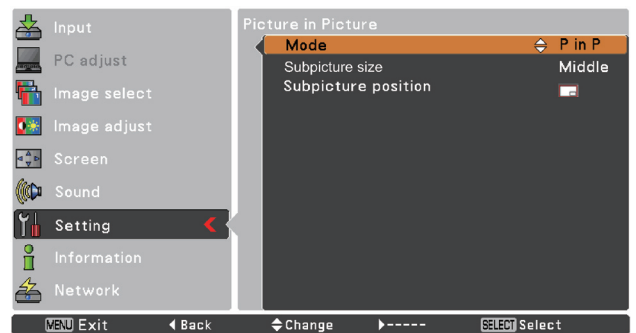 Input
PC adjust
Image select
Image adjust
Screen
Sound
Setting
Information
Network
Picture in Picture
Mode P in P
Subpicture size Middle
Subpicture position
MENU Exit Back Change ----- SELECT Select